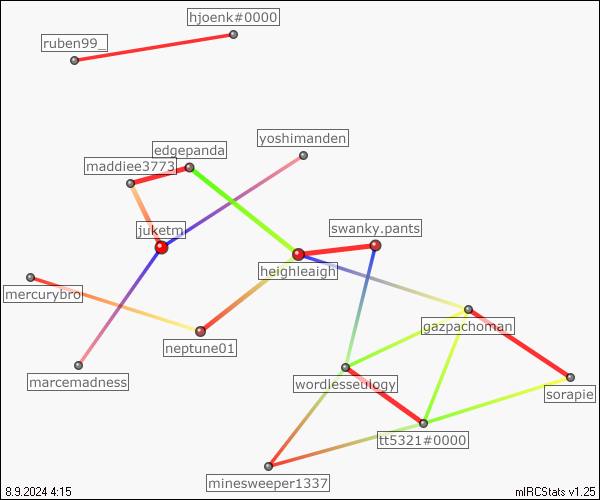 hjoenk#0000
ruben99_
yoshimanden
edgepanda
maddiee3773
juketm
swanky.pants
heighleaigh
mercurybro
gazpachoman
neptune01
marcemadness
wordlesseulogy
sorapie
tt5321#0000
minesweeper1337
8.9.2024 4:15
mIRCStats v1.25